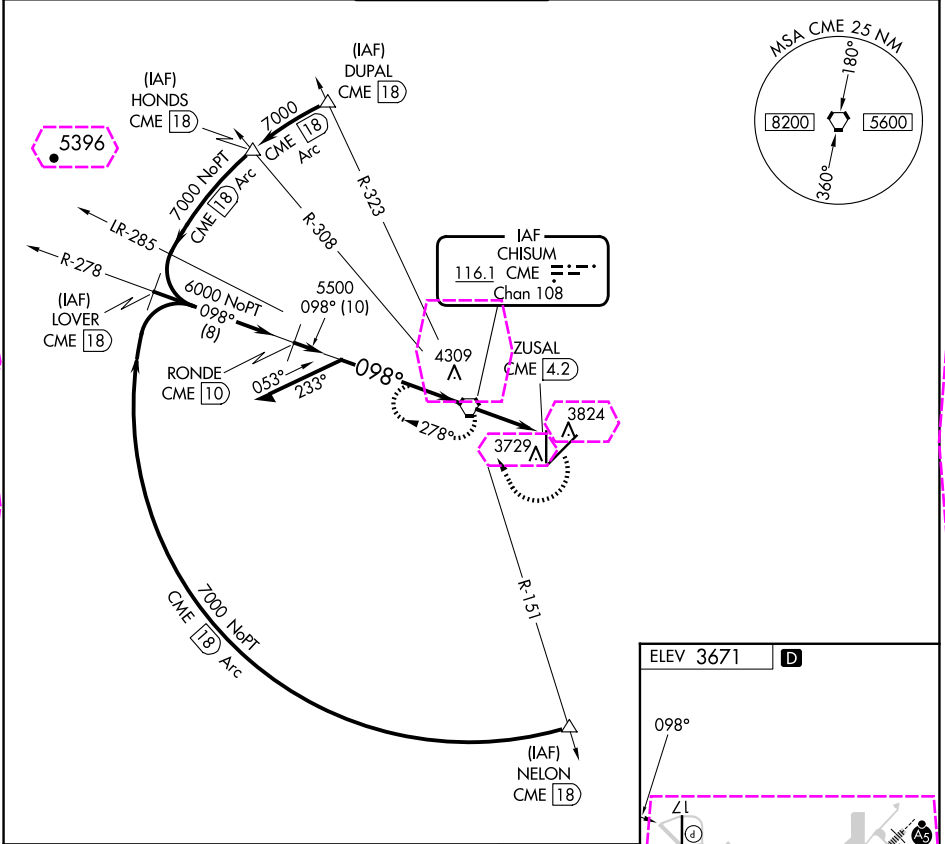 MSA CME 25 NM
180°
8200
5600
360°
(IAF)
DUPAL
CME 18
(IAF)
HONDS
CME 18
7000
CME 18
Arc
5396
7000 NoPT
CME 18 Arc
R-323
R-308
LR-285
R-278
IAF
CHISUM
116.1 CME
Chan 108
(IAF)
LOVER
CME 18
6000 NoPT
098°
(8)
5500
098° (10)
RONDE
CME 10
053°
233°
098°
4309
ZUSAL
CME 4.2
278°
3824
3729
R-151
7000 NoPT
CME 18 Arc
(IAF)
NELON
CME 18
ELEV 3671 D
098°
17
P
A5